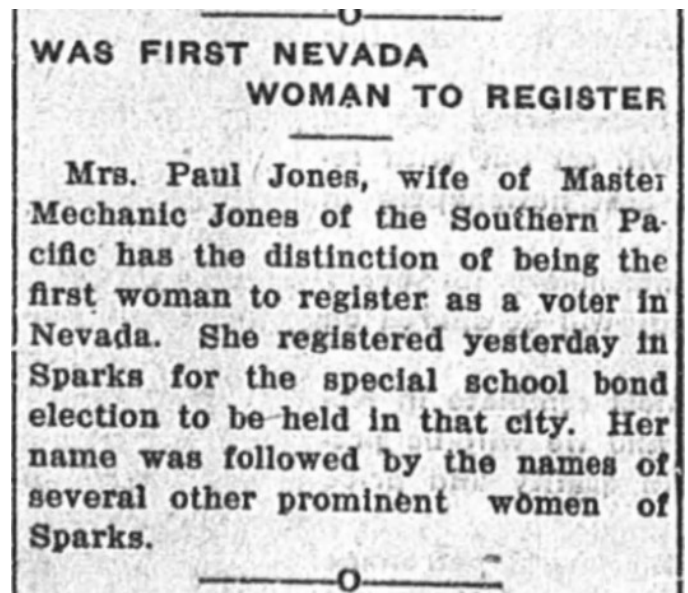 WAS FIRST NEVADA
WOMAN TO REGISTER
Mrs. Paul Jones, wife of Master
Mechanic Jones of the Southern Pa-
cific has the distinction of being the
first woman to register as a voter in
Nevada. She registered yesterday in
Sparks for the special school bond
election to be held in that city. Her
name was followed by the names of
several other prominent women of
Sparks.